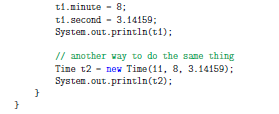 t1.minute = 8;
t1.second = 3.14159;
System.out.println(t1);
// another way to do the same thing
Time t2 = new Time(11, 8, 3.14159);
System.out.println(t2);
}
}